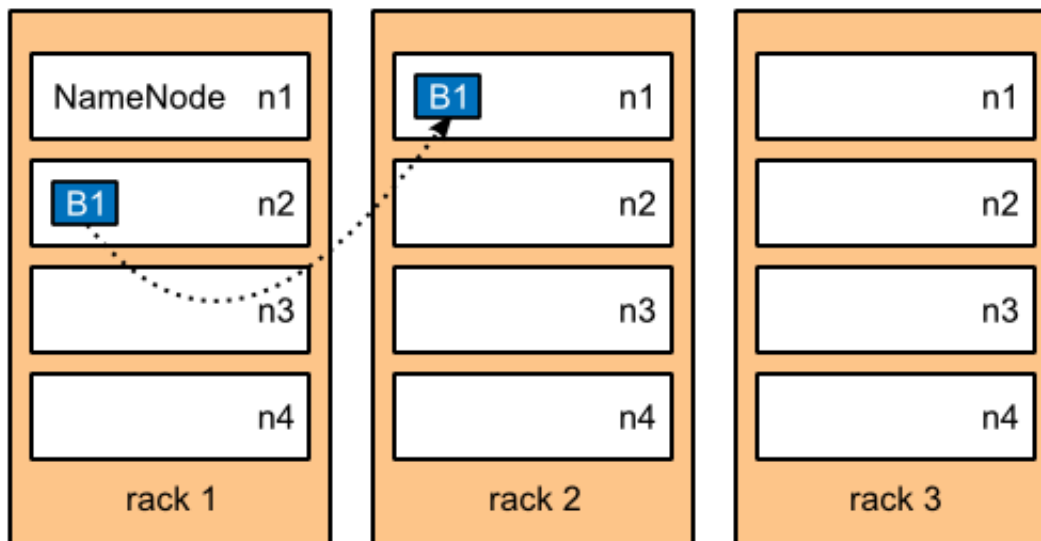 NameNode n1
B1 n2
n3
n4
rack 1
B1 n1
n2
n3
n4
rack 2
n1
n2
n3
n4
rack 3